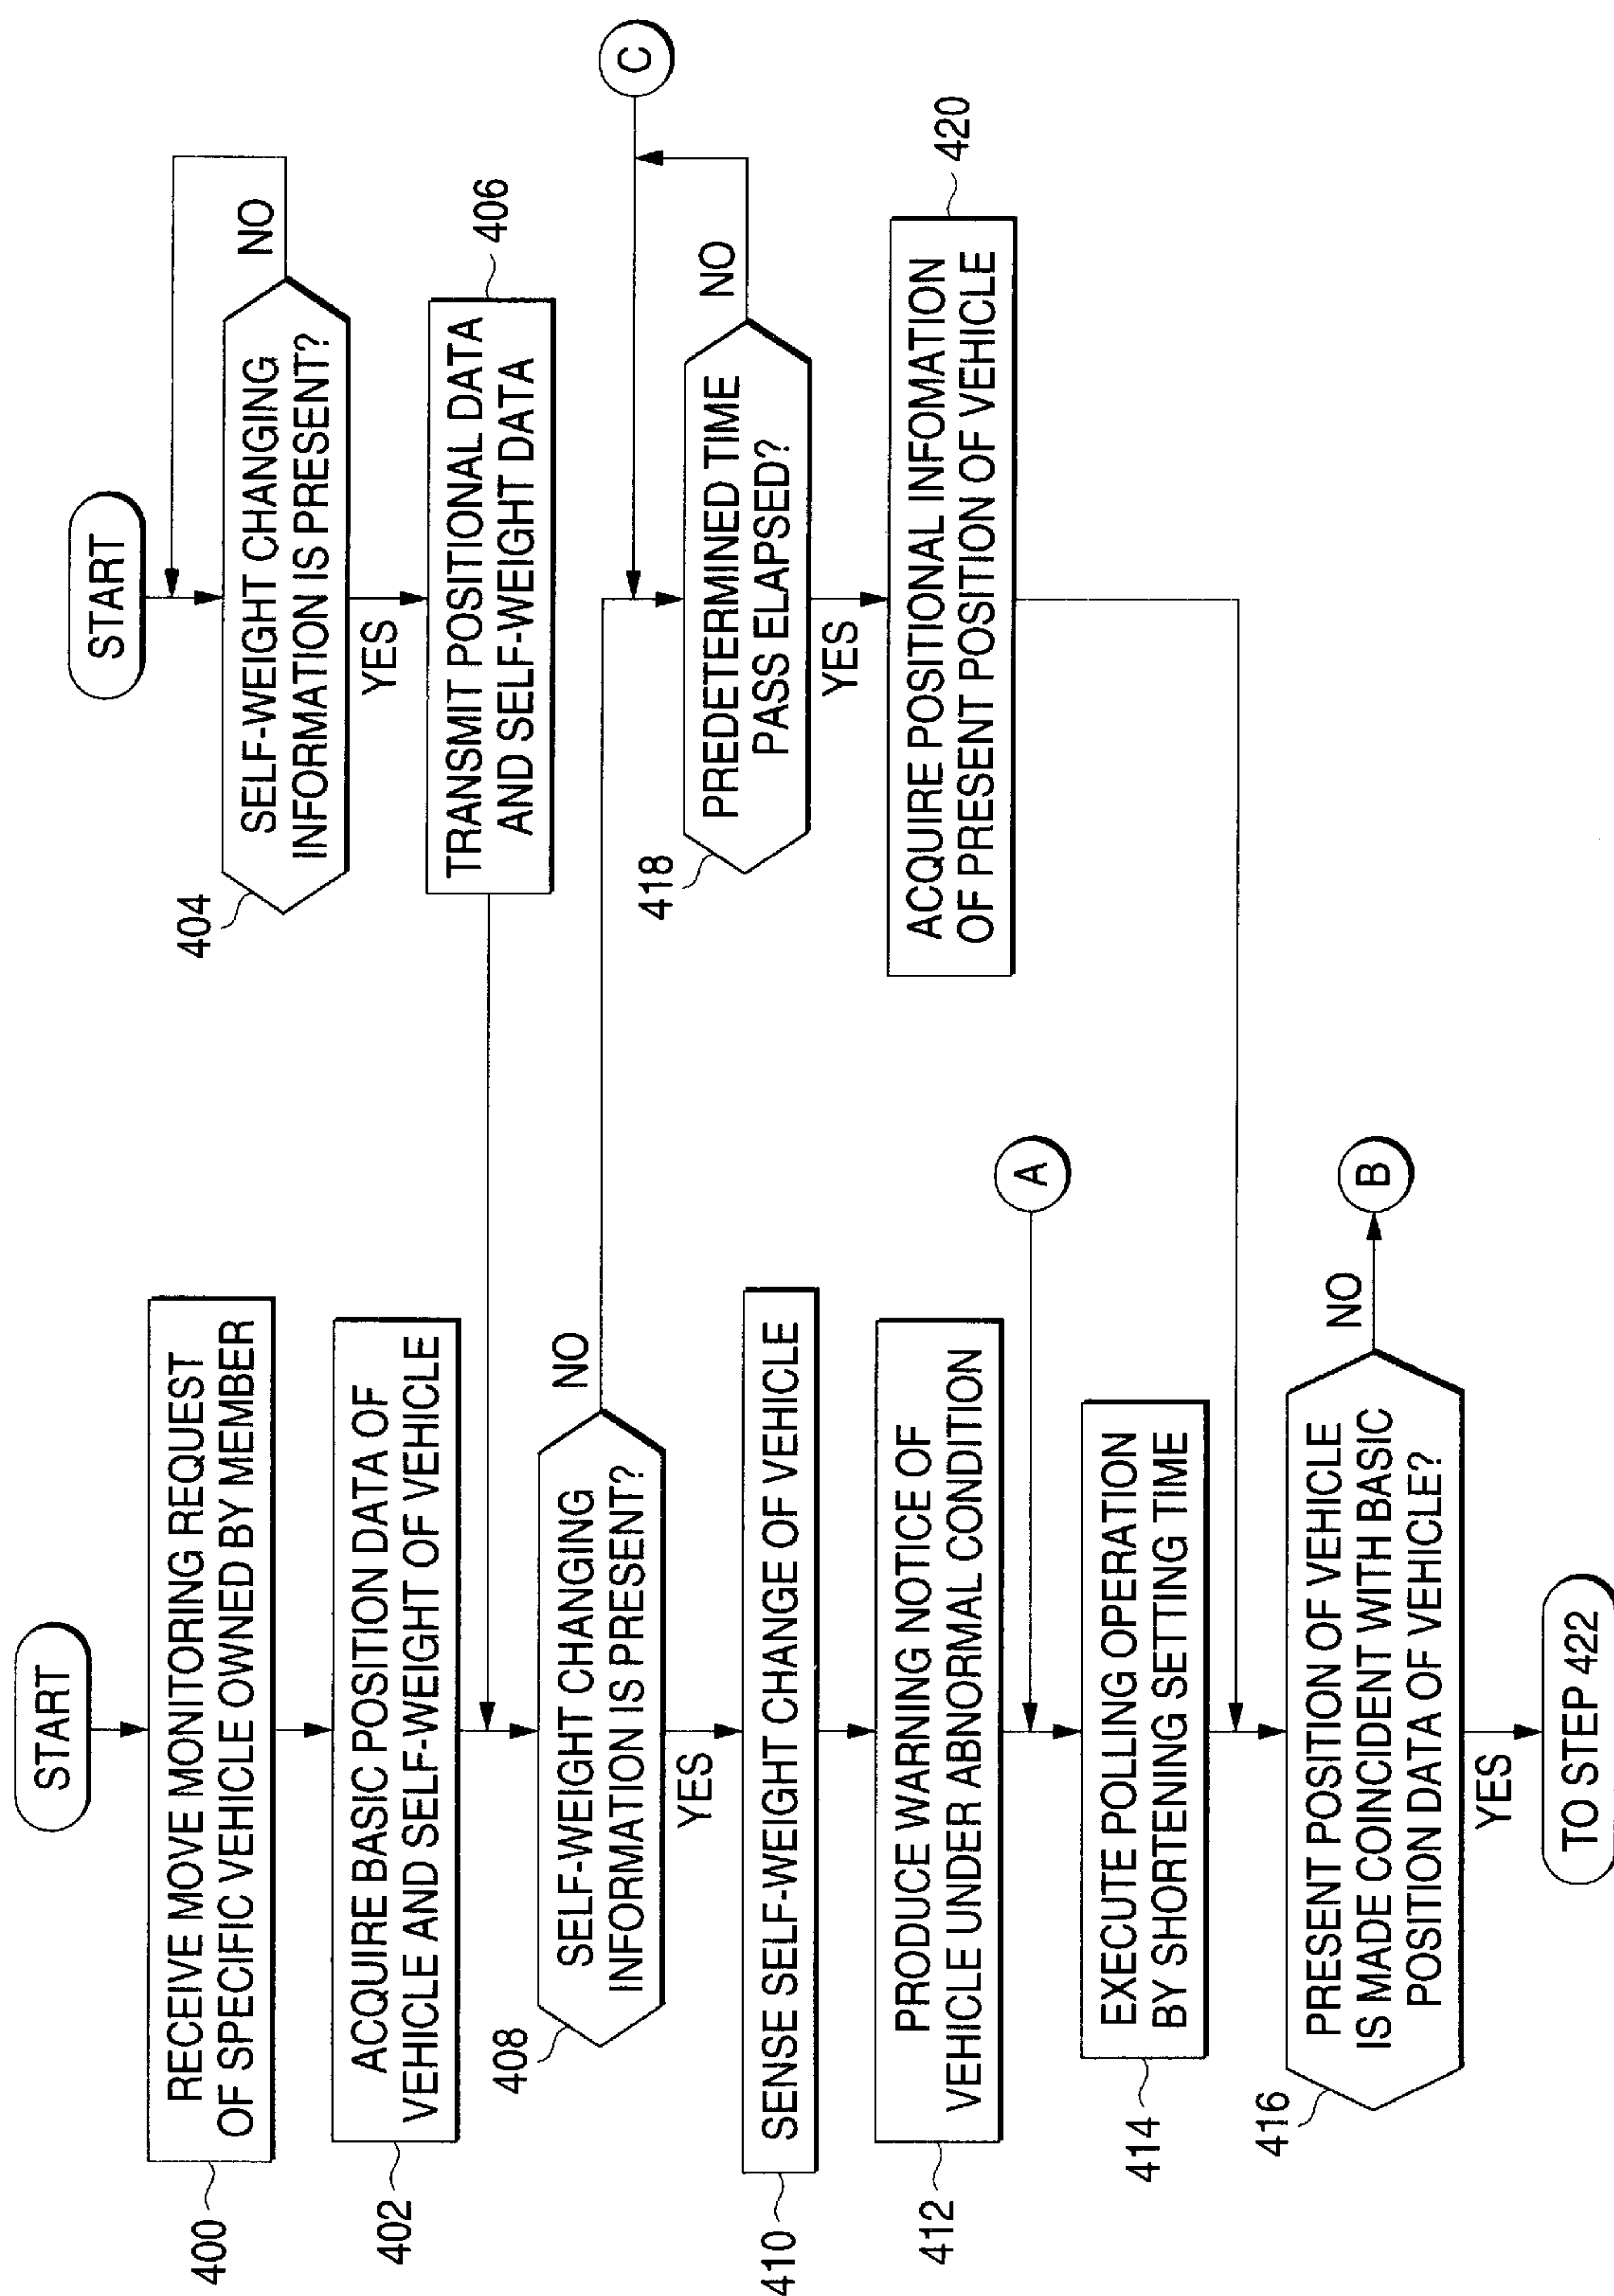 START
400
RECEIVE MOVE MONITORING REQUEST
OF SPECIFIC VEHICLE OWNED BY MEMBER
402
ACQUIRE BASIC POSITION DATA OF
VEHICLE AND SELF-WEIGHT OF VEHICLE
408
SELF-WEIGHT CHANGING
INFORMATION IS PRESENT?
NO
YES
410
SENSE SELF-WEIGHT CHANGE OF VEHICLE
412
PRODUCE WARNING NOTICE OF
VEHICLE UNDER ABNORMAL CONDITION
A
414
EXECUTE POLLING OPERATION
BY SHORTENING SETTING TIME
416
PRESENT POSITION OF VEHICLE
IS MADE COINCIDENT WITH BASIC
POSITION DATA OF VEHICLE?
NO
B
YES
TO STEP 422
START
404
SELF-WEIGHT CHANGING
INFORMATION IS PRESENT?
NO
YES
406
TRANSMIT POSITIONAL DATA
AND SELF-WEIGHT DATA
C
418
PREDETERMINED TIME
PASS ELAPSED?
NO
YES
420
ACQUIRE POSITIONAL INFOMATION
OF PRESENT POSITION OF VEHICLE